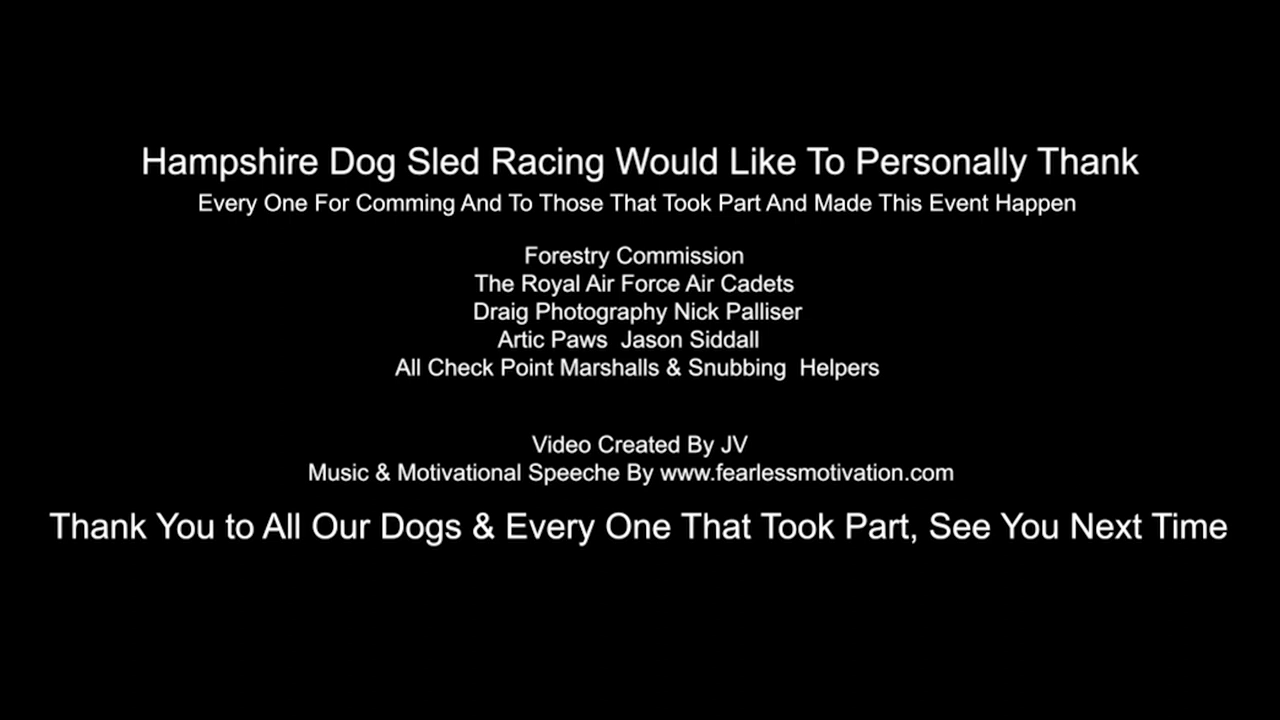 Hampshire Dog Sled Racing Would Like To Personally Thank
Every One For Comming And To Those That Took Part And Made This Event Happen
Forestry Commission
The Royal Air Force Air Cadets
Draig Photography Nick Palliser
Artic Paws  Jason Siddall
All Check Point Marshalls & Snubbing  Helpers
Video Created By JV
Music & Motivational Speeche By www.fearlessmotivation.com
Thank You to All Our Dogs & Every One That Took Part, See You Next Time